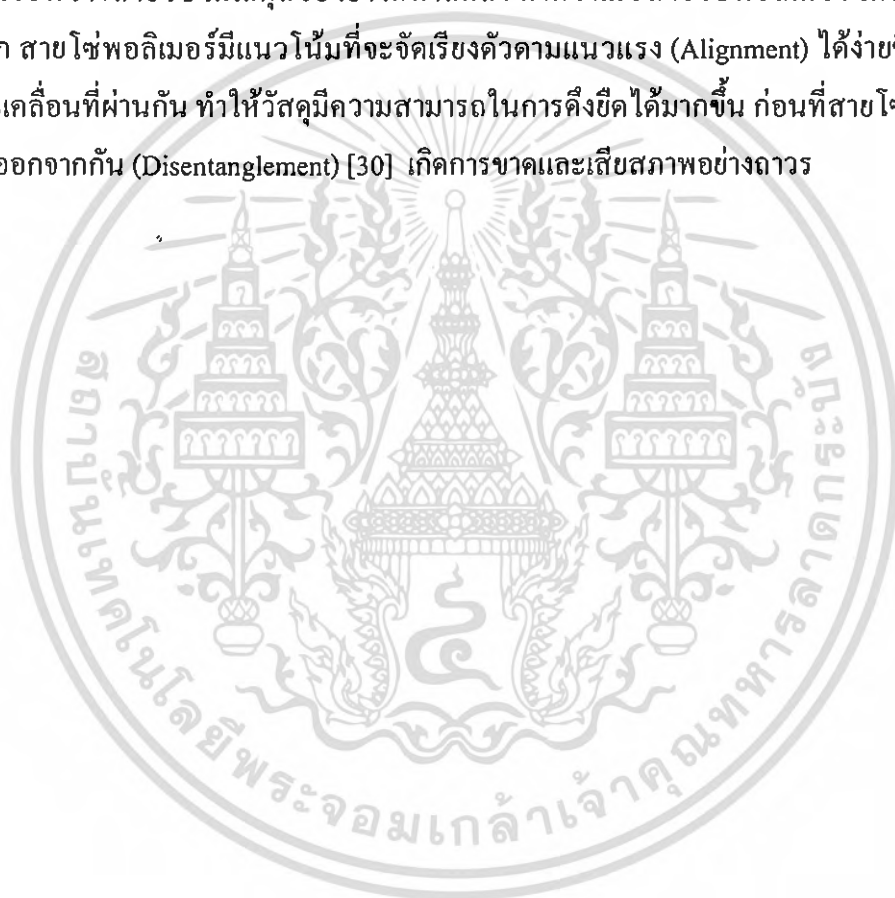 ก สายโซ่พอลิเมอร์มีแนวโน้มที่จะจัดเรียงตัวตามแนวแรง (Alignment) ได้ง่าย
เคลื่อนที่ผ่านกัน ทำให้วัสดุมีความสามารถในการดึงยืดได้มากขึ้น ก่อนที่สายโซ่
ออกจากกัน (Disentanglement) [30] เกิดการขาดและเสียสภาพอย่างถาวร
สถาบันเทคโนโลยีพระจอมเกล้าเจ้าคุณทหารลาดกระบัง